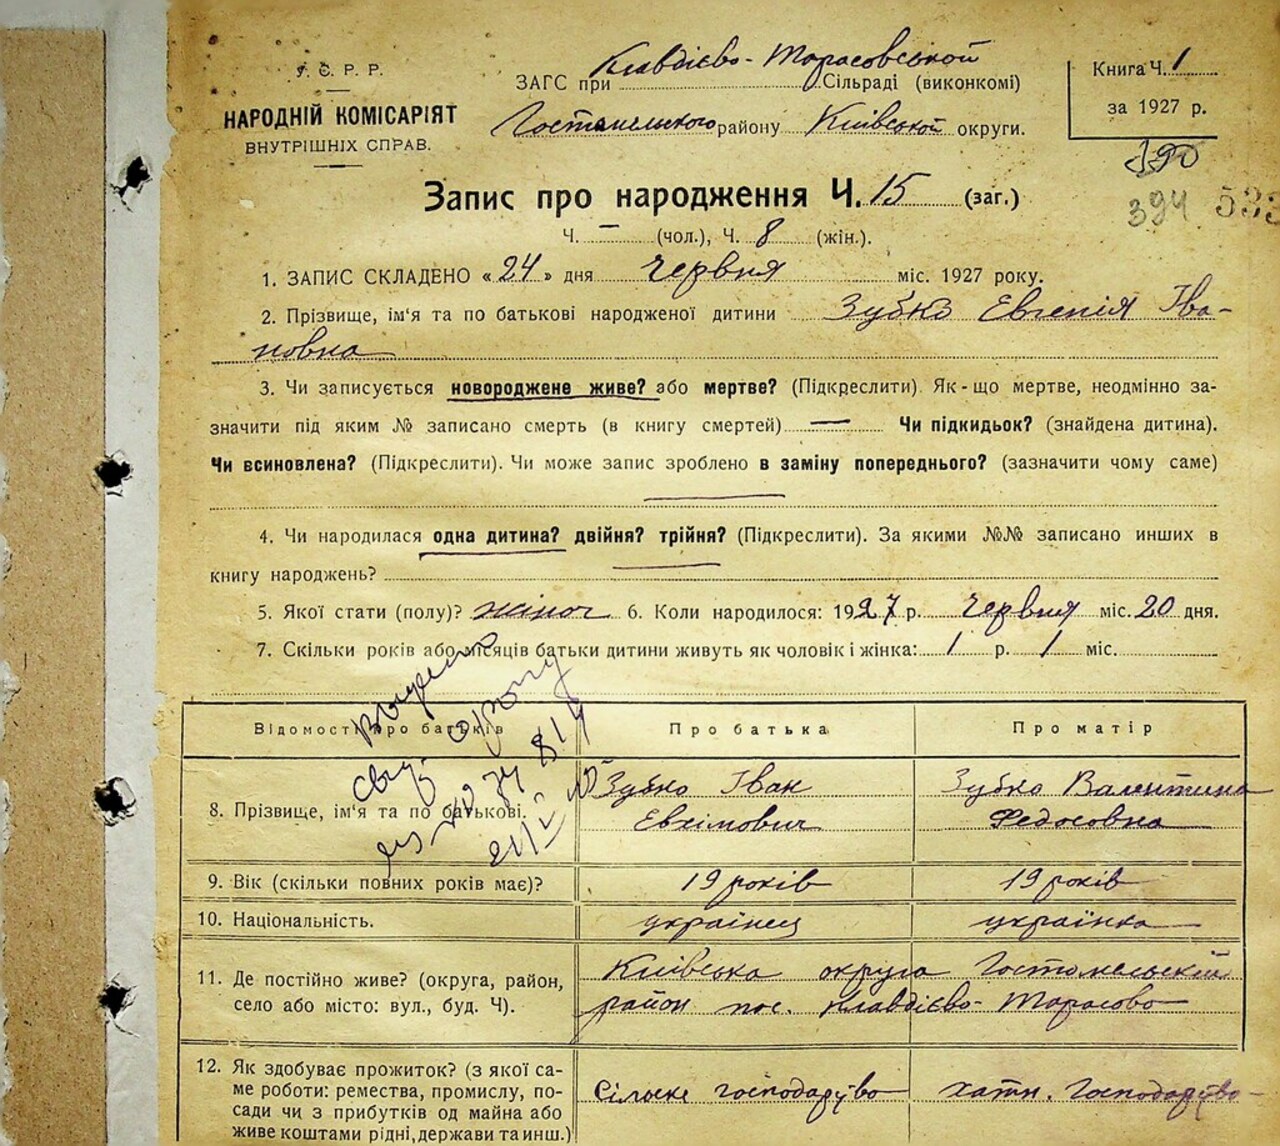 У. С. Р. Р.
НАРОДНІЙ КОМІСАРІЯТ
ВНУТРІШНІХ СПРАВ.
ЗАГС при Клавдієво-Тарасовській Сільраді (виконкомі)
Гостомельського району Київської округи.
Книга Ч. 1
за 1927 р.
390
394 533
Запис про народження Ч. 15 (заг.)
Ч. — (чол.), Ч. 8 (жін.).
1. ЗАПИС СКЛАДЕНО «24» дня червня міс. 1927 року.
2. Прізвище, ім'я та по батькові народженої дитини Зубко Евгенія Іва-
новна
3. Чи записується новороджене живе? або мертве? (Підкреслити). Як-що мертве, неодмінно за-
значити під яким № записано смерть (в книгу смертей) — Чи підкидьок? (знайдена дитина).
Чи всиновлена? (Підкреслити). Чи може запис зроблено в заміну попереднього? (зазначити чому саме)
4. Чи народилася одна дитина? двійня? трійня? (Підкреслити). За якими №№ записано инших в
книгу народжень?
5. Якої стати (полу)? жіноч 6. Коли народилося: 1927 р. червня міс. 20 дня.
7. Скільки років або місяців батьки дитини живуть як чоловік і жінка: 1 р. 1 міс.
Відомості про батьків Про батька Про матір
8. Прізвище, ім'я та по батькові. Зубко Іван Зубко Валентина
Евхімович Федосовна
9. Вік (скільки повних років має)? 19 років 19 років
10. Національність. українец українка
11. Де постійно живе? (округа, район, Київська округа Гостомельській
село або місто: вул., буд. Ч). район пос. Клавдієво-Тарасово
12. Як здобуває прожиток? (з якої са-
ме роботи: ремества, промислу, по- Сільске господарство хатн. господарство
сади чи з прибутків од майна або
живе коштами рідні, держави та инш.)